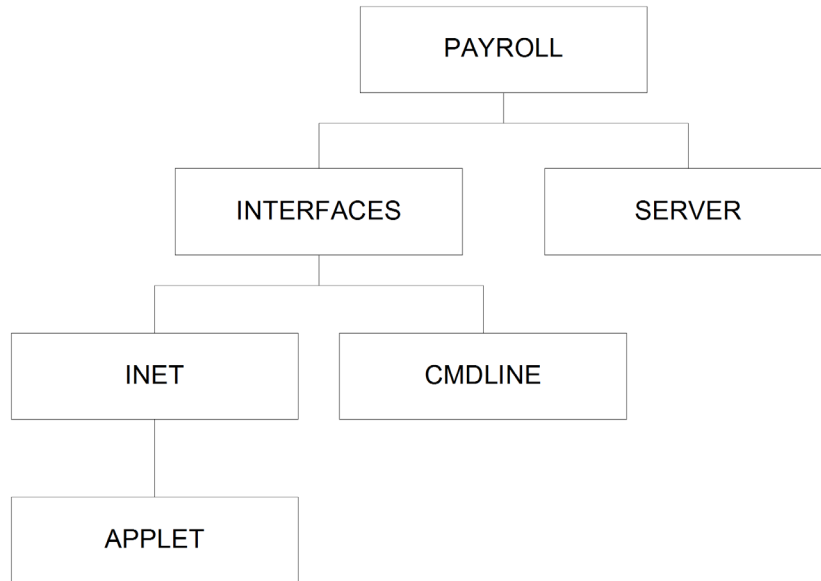 PAYROLL
INTERFACES
SERVER
INET
CMDLINE
APPLET